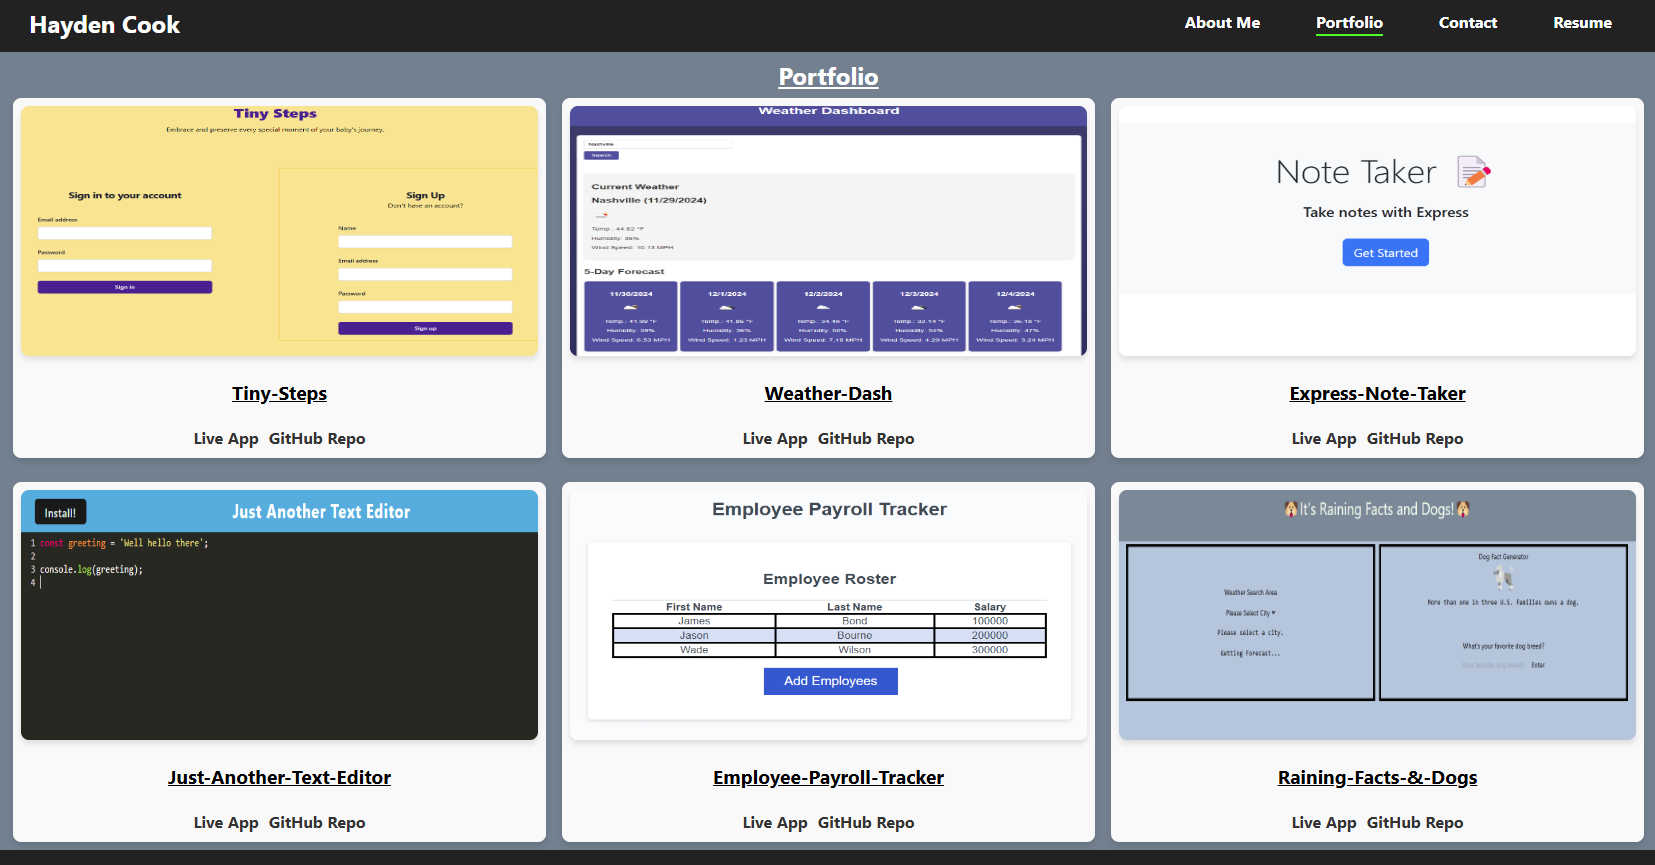 Hayden Cook
About Me Portfolio Contact Resume
Portfolio
Tiny Steps
Embrace and preserve every special moment of your baby's journey.
Sign in to your account
Email address
Password
Sign in
Sign Up
Don't have an account?
Name
Email address
Password
Sign up
Tiny-Steps
Live App GitHub Repo
Weather Dashboard
Nashville
Search
Current Weather
Nashville (11/29/2024)
Temp.: 44.62 °F
Humidity: 36%
Wind Speed: 10.13 MPH
5-Day Forecast
11/30/2024
Temp.: 41.99 °F
Humidity: 39%
Wind Speed: 6.53 MPH
12/1/2024
Temp.: 41.85 °F
Humidity: 36%
Wind Speed: 1.23 MPH
12/2/2024
Temp.: 34.46 °F
Humidity: 50%
Wind Speed: 7.18 MPH
12/3/2024
Temp.: 32.14 °F
Humidity: 54%
Wind Speed: 4.29 MPH
12/4/2024
Temp.: 36.18 °F
Humidity: 47%
Wind Speed: 3.24 MPH
Weather-Dash
Live App GitHub Repo
Note Taker
Take notes with Express
Get Started
Express-Note-Taker
Live App GitHub Repo
Install!
Just Another Text Editor
1 const greeting = 'Well hello there';
2
3 console.log(greeting);
4
Just-Another-Text-Editor
Live App GitHub Repo
Employee Payroll Tracker
Employee Roster
First Name Last Name Salary
James Bond 100000
Jason Bourne 200000
Wade Wilson 300000
Add Employees
Employee-Payroll-Tracker
Live App GitHub Repo
It's Raining Facts and Dogs!
Weather Search Area
Please Select City
Please select a city.
Getting Forecast...
Dog Fact Generator
More than one in three U.S. families owns a dog.
What's your favorite dog breed?
Your favorite dog breed? Enter
Raining-Facts-&-Dogs
Live App GitHub Repo